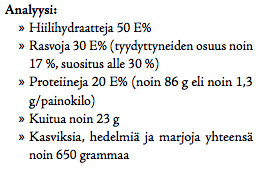 Analyysi:
» Hiilihydraatteja 50 E%
» Rasvoja 30 E% (tyydyttyneiden osuus noin
17 %, suositus alle 30 %)
» Proteiineja 20 E% (noin 86 g eli noin 1,3
g/painokilo)
» Kuitua noin 23 g
» Kasviksia, hedelmiä ja marjoja yhteensä
noin 650 grammaa